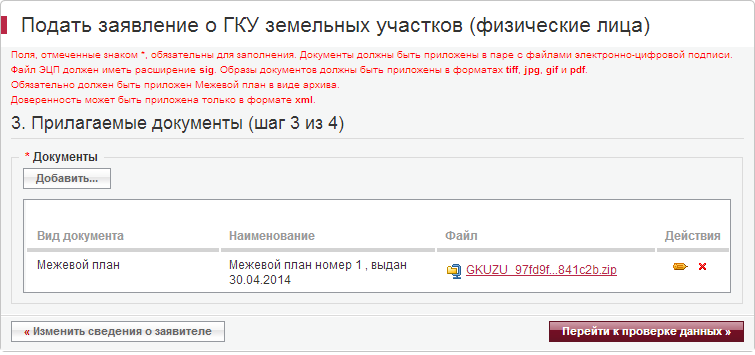 Подать заявление о ГКУ земельных участков (физические лица)
Поля, отмеченные знаком *, обязательны для заполнения. Документы должны быть приложены в паре с файлами электронно-цифровой подписи.
Файл ЭЦП должен иметь расширение sig. Образы документов должны быть приложены в форматах tiff, jpg, gif и pdf.
Обязательно должен быть приложен Межевой план в виде архива.
Доверенность может быть приложена только в формате xml.
3. Прилагаемые документы (шаг 3 из 4)
* Документы
Добавить...
Вид документа Наименование Файл Действия
Межевой план Межевой план номер 1 , выдан GKUZU_97fd9f...841c2b.zip
30.04.2014
« Изменить сведения о заявителе Перейти к проверке данных »